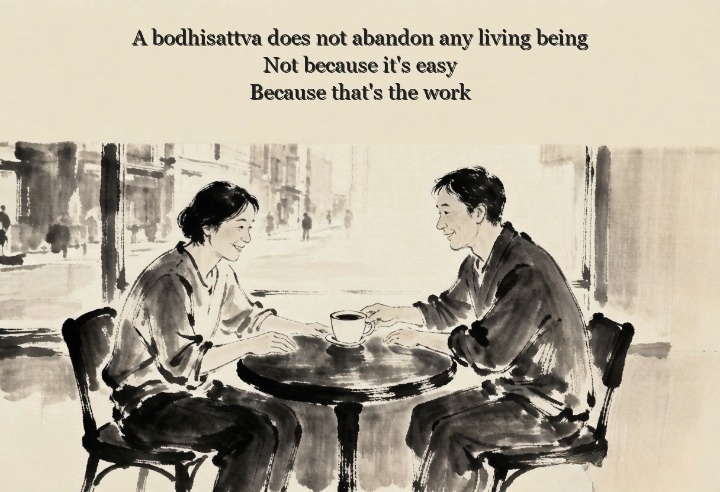 A bodhisattva does not abandon any living being
Not because it's easy
Because that's the work